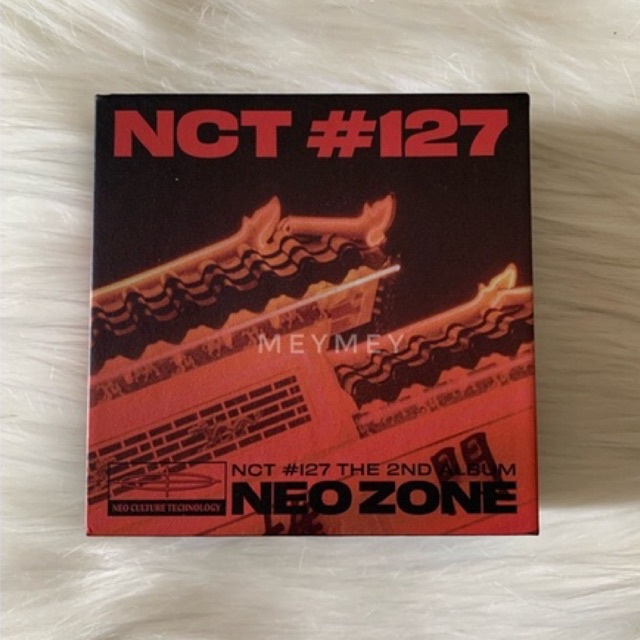 NCT #127
MEYMEY
NCT #127 THE 2ND ALBUM
NEO ZONE
NEO CULTURE TECHNOLOGY